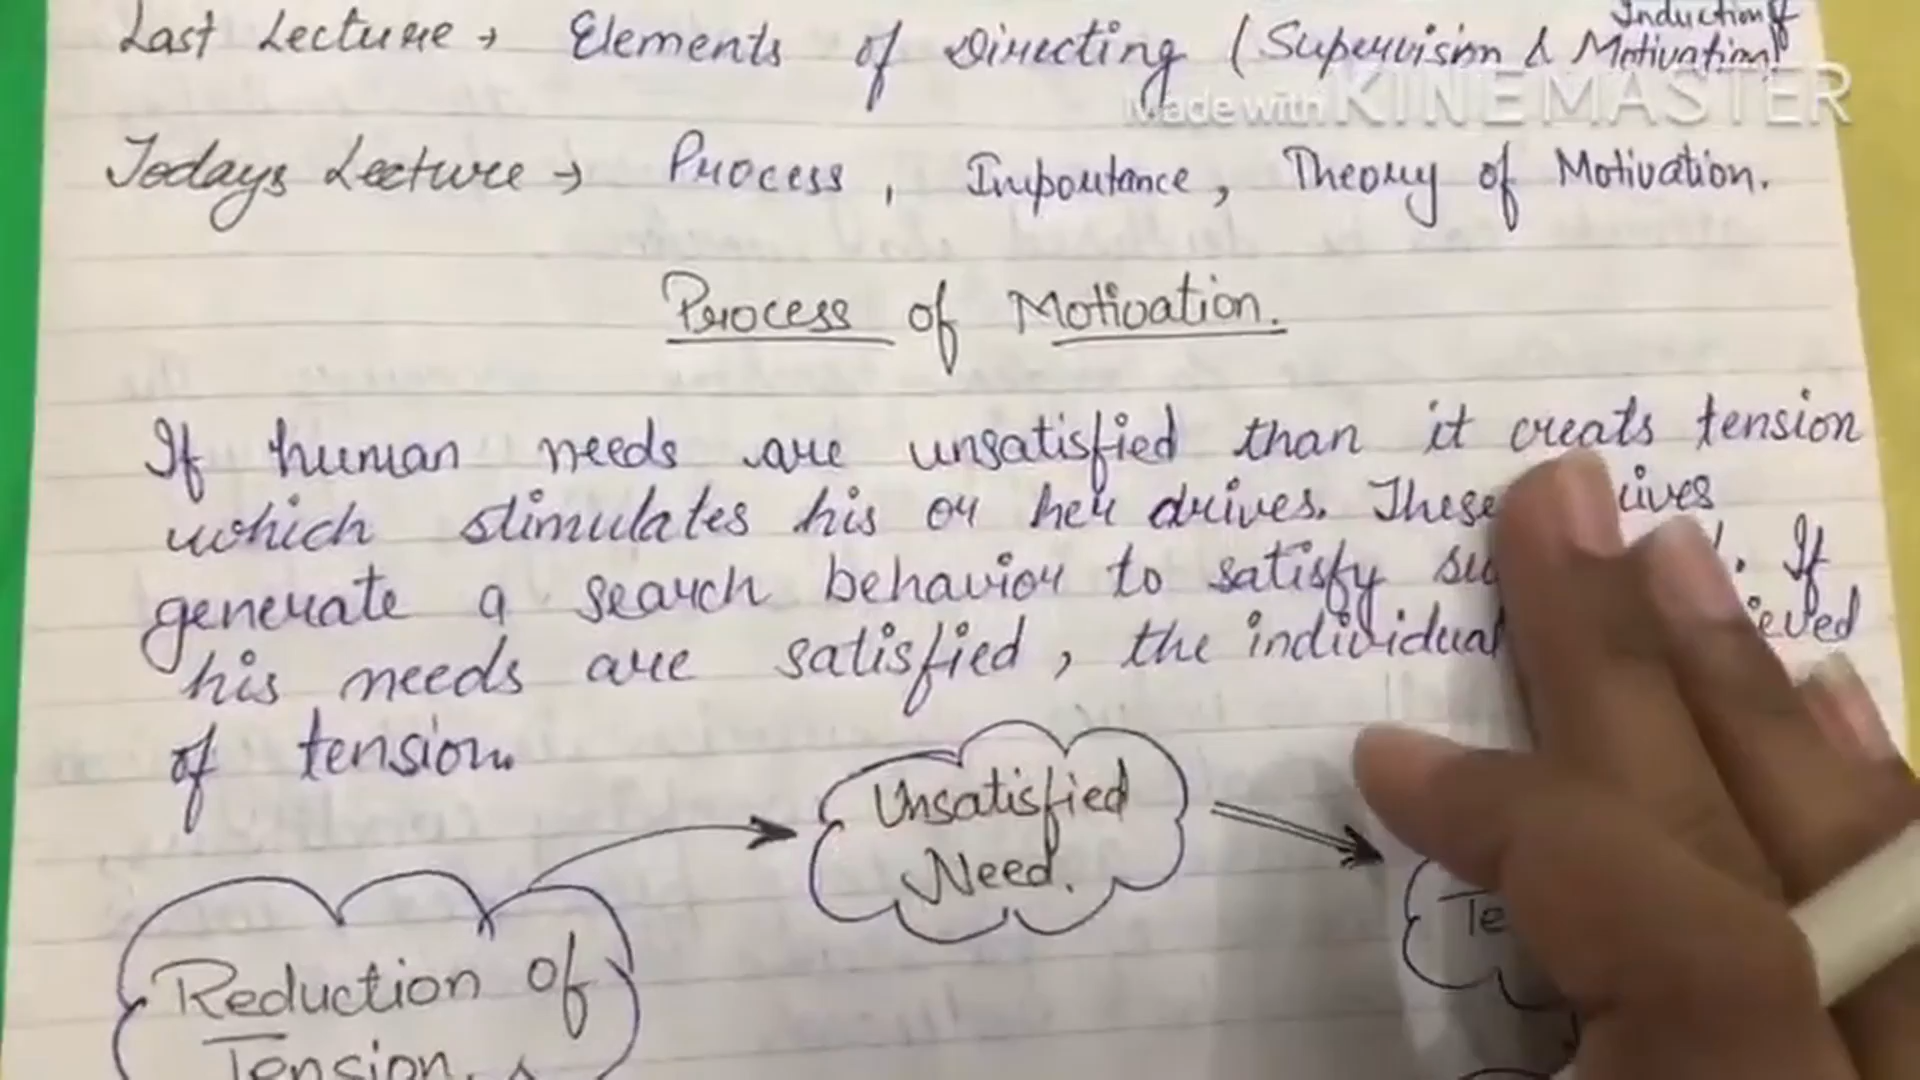 Induction of
Last Lecture → Elements of Directing (Supervision & Motivation)
Made with KINEMASTER
Todays Lecture → Process, Importance, Theory of Motivation.
Process of Motivation.
If human needs are unsatisfied than it creats tension
which stimulates his or her drives. These
generate a search behavior to satisfy . If
his needs are satisfied, the individual
of tension.
Unsatisfied
Need.
Reduction of
Tension.